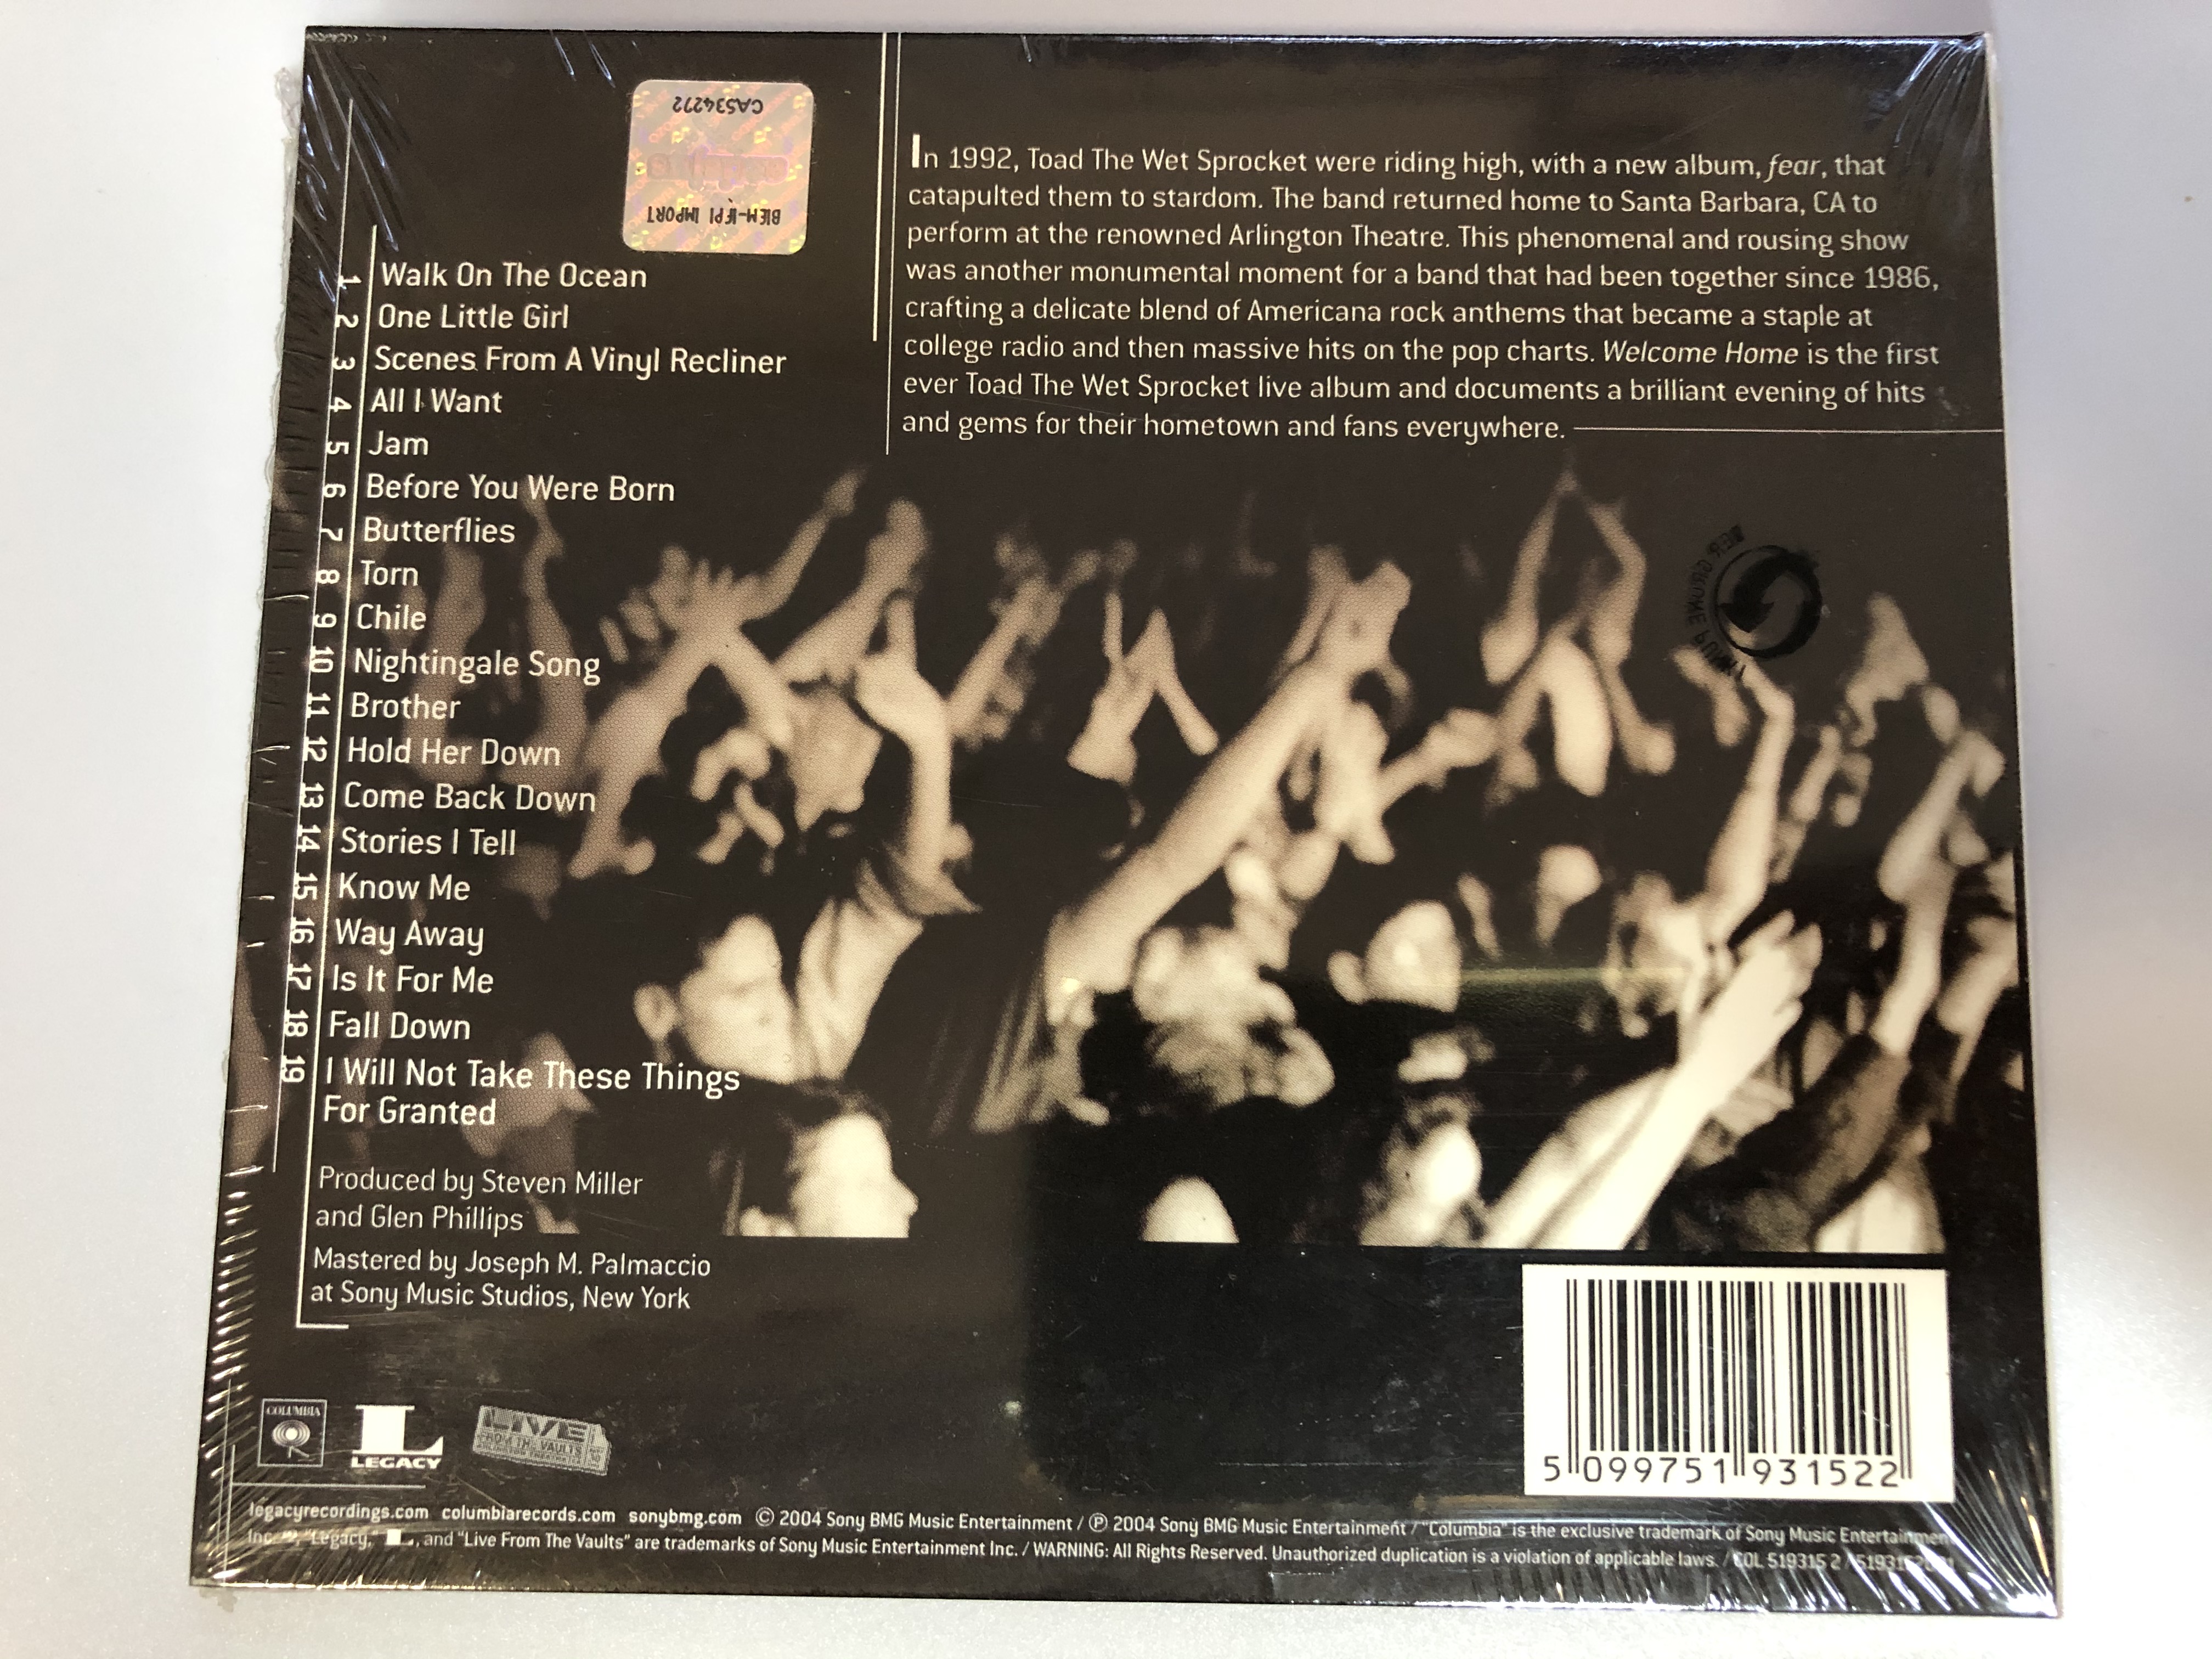 CA534272
BIEM-IFPI IMPORT
In 1992, Toad The Wet Sprocket were riding high, with a new album, fear, that
catapulted them to stardom. The band returned home to Santa Barbara, CA to
perform at the renowned Arlington Theatre. This phenomenal and rousing show
was another monumental moment for a band that had been together since 1986,
crafting a delicate blend of Americana rock anthems that became a staple at
college radio and then massive hits on the pop charts. Welcome Home is the first
ever Toad The Wet Sprocket live album and documents a brilliant evening of hits
and gems for their hometown and fans everywhere.
1 Walk On The Ocean
2 One Little Girl
3 Scenes From A Vinyl Recliner
4 All I Want
5 Jam
6 Before You Were Born
7 Butterflies
8 Torn
9 Chile
10 Nightingale Song
11 Brother
12 Hold Her Down
13 Come Back Down
14 Stories I Tell
15 Know Me
16 Way Away
17 Is It For Me
18 Fall Down
19 I Will Not Take These Things
For Granted
Produced by Steven Miller
and Glen Phillips
Mastered by Joseph M. Palmaccio
at Sony Music Studios, New York
COLUMBIA
L LEGACY
LIVE
FROM THE VAULTS
5 099751 931522
legacyrecordings.com columbiarecords.com sonybmg.com © 2004 Sony BMG Music Entertainment / ℗ 2004 Sony BMG Music Entertainment / "Columbia" is the exclusive trademark of Sony Music Entertainment
Inc. "Legacy," L, and "Live From The Vaults" are trademarks of Sony Music Entertainment Inc. / WARNING: All Rights Reserved. Unauthorized duplication is a violation of applicable laws. / COL 519315 2 /